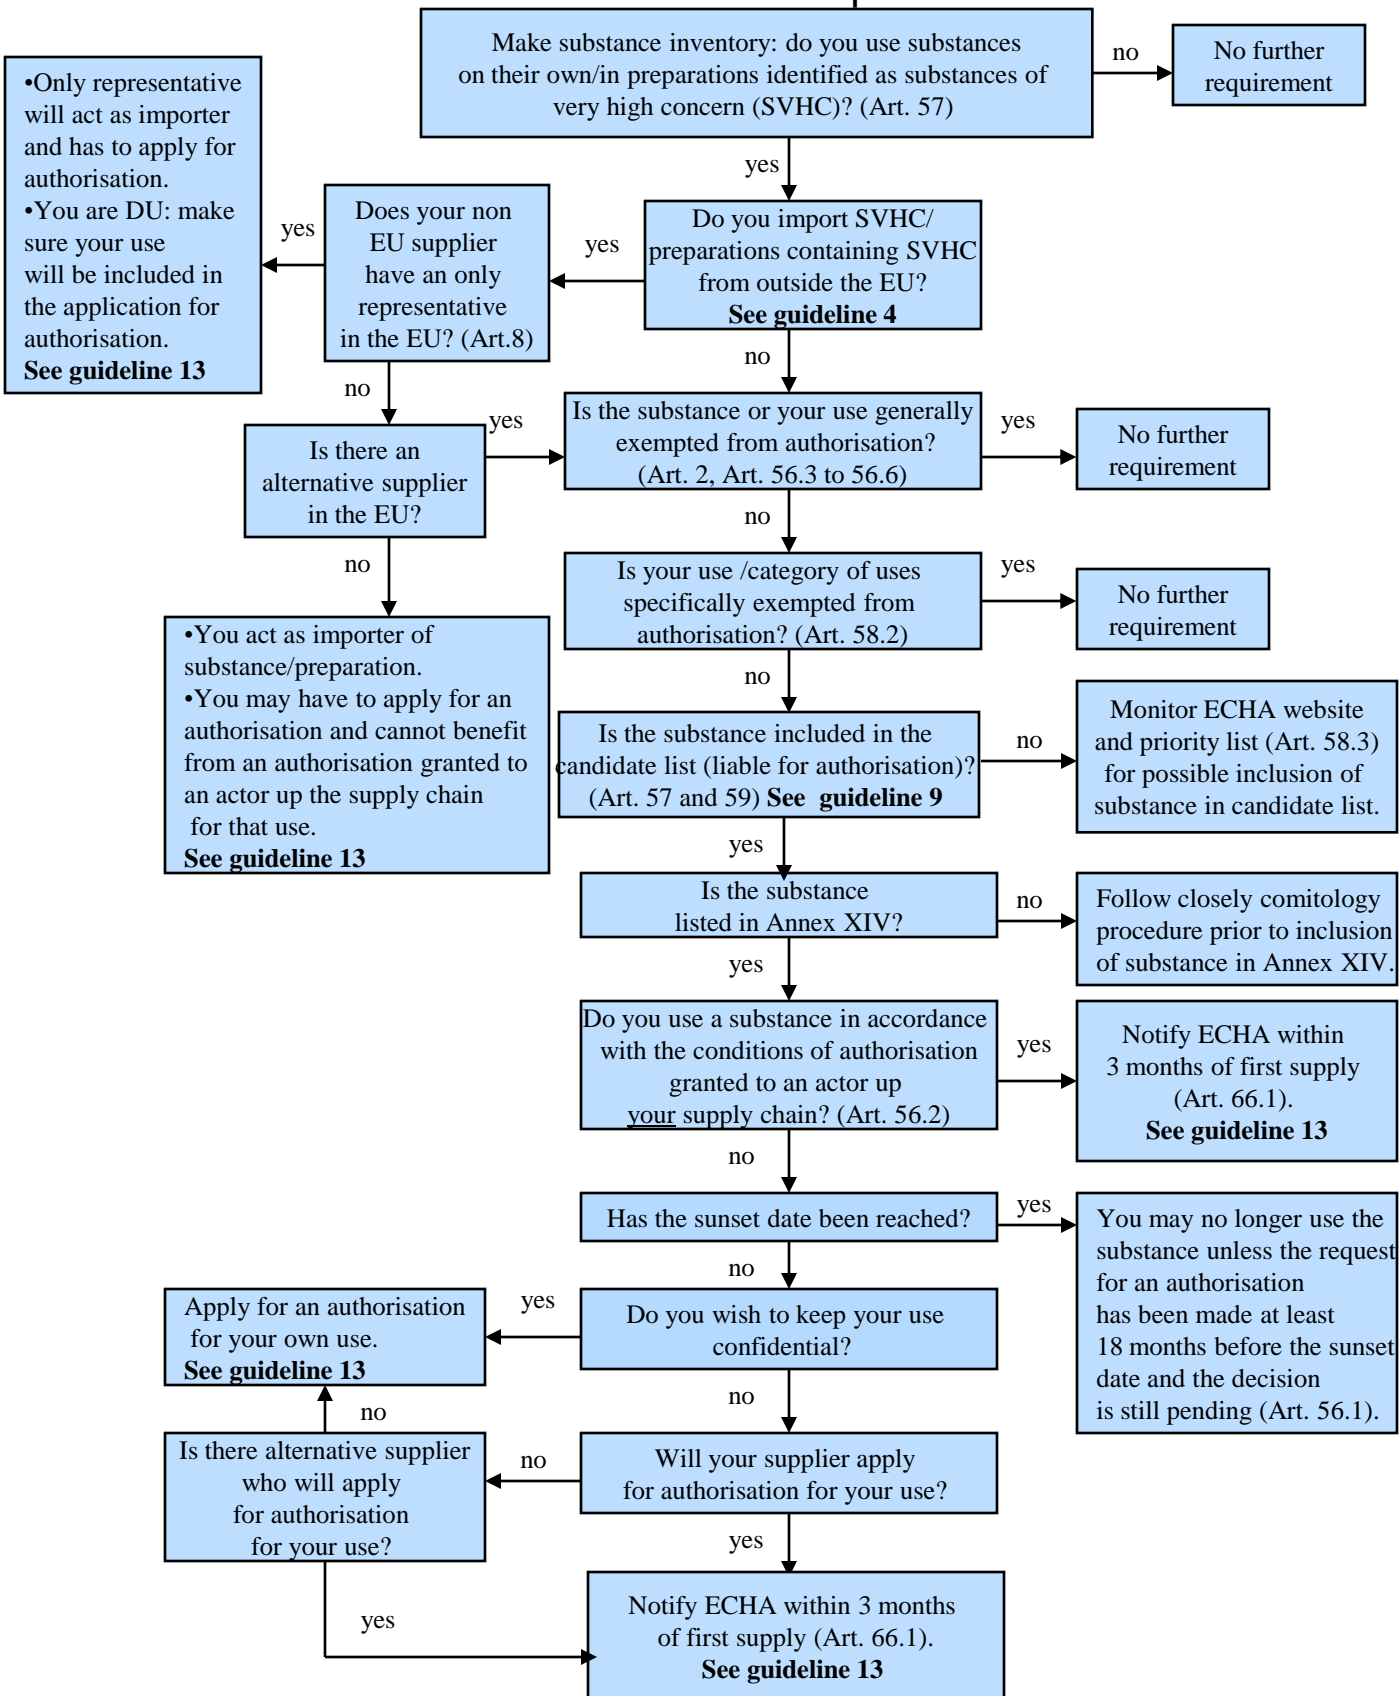 Make substance inventory: do you use substances
on their own/in preparations identified as substances of
very high concern (SVHC)? (Art. 57)
no
No further
requirement
•Only representative
will act as importer
and has to apply for
authorisation.
•You are DU: make
sure your use
will be included in
the application for
authorisation.
See guideline 13
yes
yes
Does your non
EU supplier
have an only
representative
in the EU? (Art.8)
yes
Do you import SVHC/
preparations containing SVHC
from outside the EU?
See guideline 4
no
no
Is there an
alternative supplier
in the EU?
yes
Is the substance or your use generally
exempted from authorisation?
(Art. 2, Art. 56.3 to 56.6)
yes
No further
requirement
no
no
Is your use /category of uses
specifically exempted from
authorisation? (Art. 58.2)
yes
No further
requirement
•You act as importer of
substance/preparation.
•You may have to apply for an
authorisation and cannot benefit
from an authorisation granted to
an actor up the supply chain
for that use.
See guideline 13
no
Is the substance included in the
candidate list (liable for authorisation)?
(Art. 57 and 59) See guideline 9
no
Monitor ECHA website
and priority list (Art. 58.3)
for possible inclusion of
substance in candidate list.
yes
Is the substance
listed in Annex XIV?
no
Follow closely comitology
procedure prior to inclusion
of substance in Annex XIV.
yes
Do you use a substance in accordance
with the conditions of authorisation
granted to an actor up
your supply chain? (Art. 56.2)
yes
Notify ECHA within
3 months of first supply
(Art. 66.1).
See guideline 13
no
Has the sunset date been reached?
yes
You may no longer use the
substance unless the request
for an authorisation
has been made at least
18 months before the sunset
date and the decision
is still pending (Art. 56.1).
no
Apply for an authorisation
for your own use.
See guideline 13
yes
Do you wish to keep your use
confidential?
no
no
Is there alternative supplier
who will apply
for authorisation
for your use?
no
Will your supplier apply
for authorisation for your use?
yes
yes
Notify ECHA within 3 months
of first supply (Art. 66.1).
See guideline 13